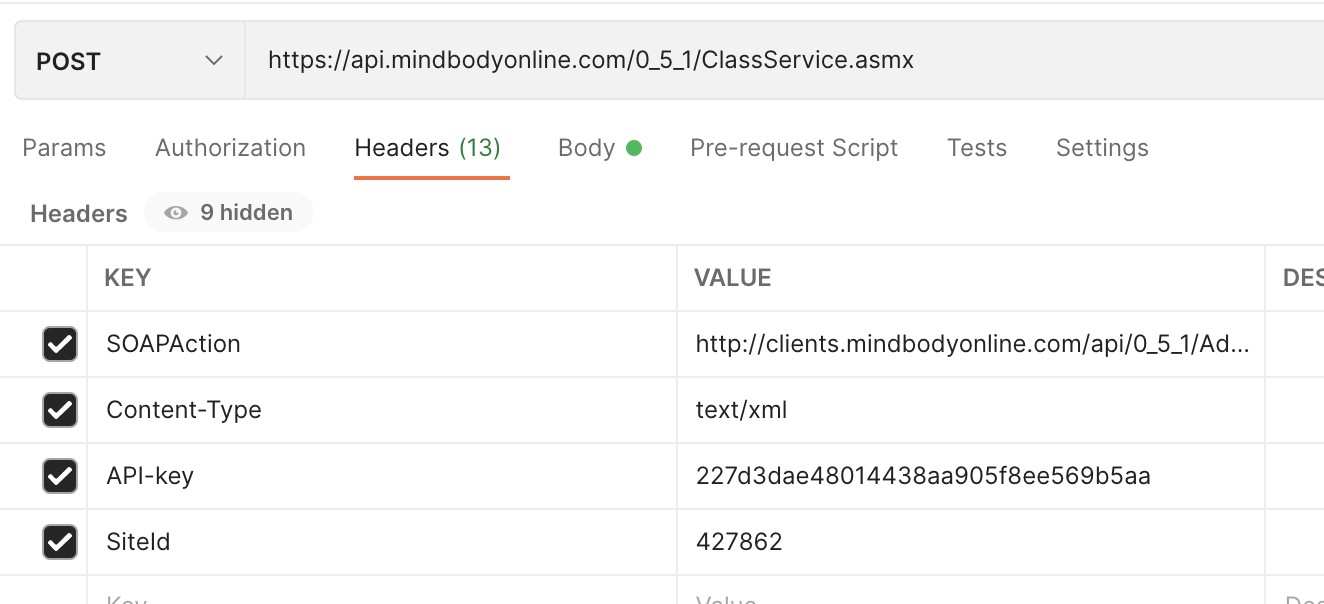 POST https://api.mindbodyonline.com/0_5_1/ClassService.asmx
Params Authorization Headers (13) Body Pre-request Script Tests Settings
Headers 9 hidden
KEY VALUE DES
SOAPAction http://clients.mindbodyonline.com/api/0_5_1/Ad...
Content-Type text/xml
API-key 227d3dae48014438aa905f8ee569b5aa
SiteId 427862
Key Value Des